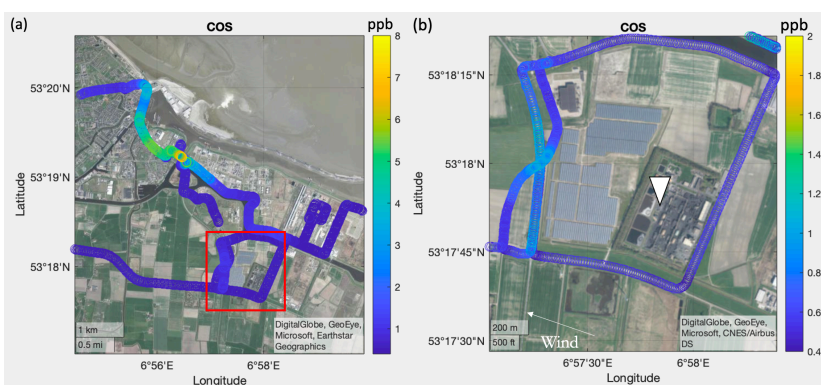 (a)
COS
ppb
8
7
6
5
4
3
2
1
53°20'N
53°19'N
53°18'N
Latitude
1 km
0.5 mi
DigitalGlobe, GeoEye,
Microsoft, Earthstar
Geographics
6°56'E
6°58'E
Longitude
(b)
COS
ppb
2
1.8
1.6
1.4
1.2
1
0.8
0.6
0.4
53°18'15"N
53°18'N
53°17'45"N
53°17'30"N
Latitude
200 m
500 ft
Wind
DigitalGlobe, GeoEye,
Microsoft, CNES/Airbus
DS
6°57'30"E
6°58'E
Longitude